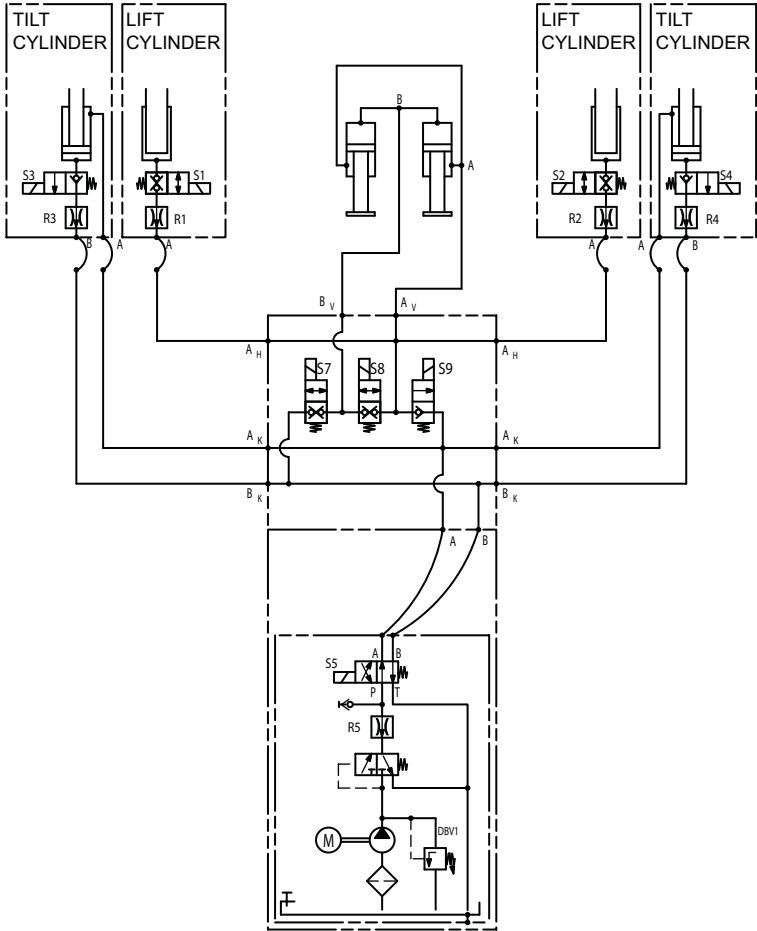 TILT
CYLINDER
LIFT
CYLINDER
LIFT
CYLINDER
TILT
CYLINDER
B
A
S3
S1
S2
S4
R3
R1
R2
R4
B
A
A
A
A
B
B V
A V
A H
A H
S7
S8
S9
A K
A K
B K
B K
A
B
A
B
S5
P
T
R5
DBV1
M